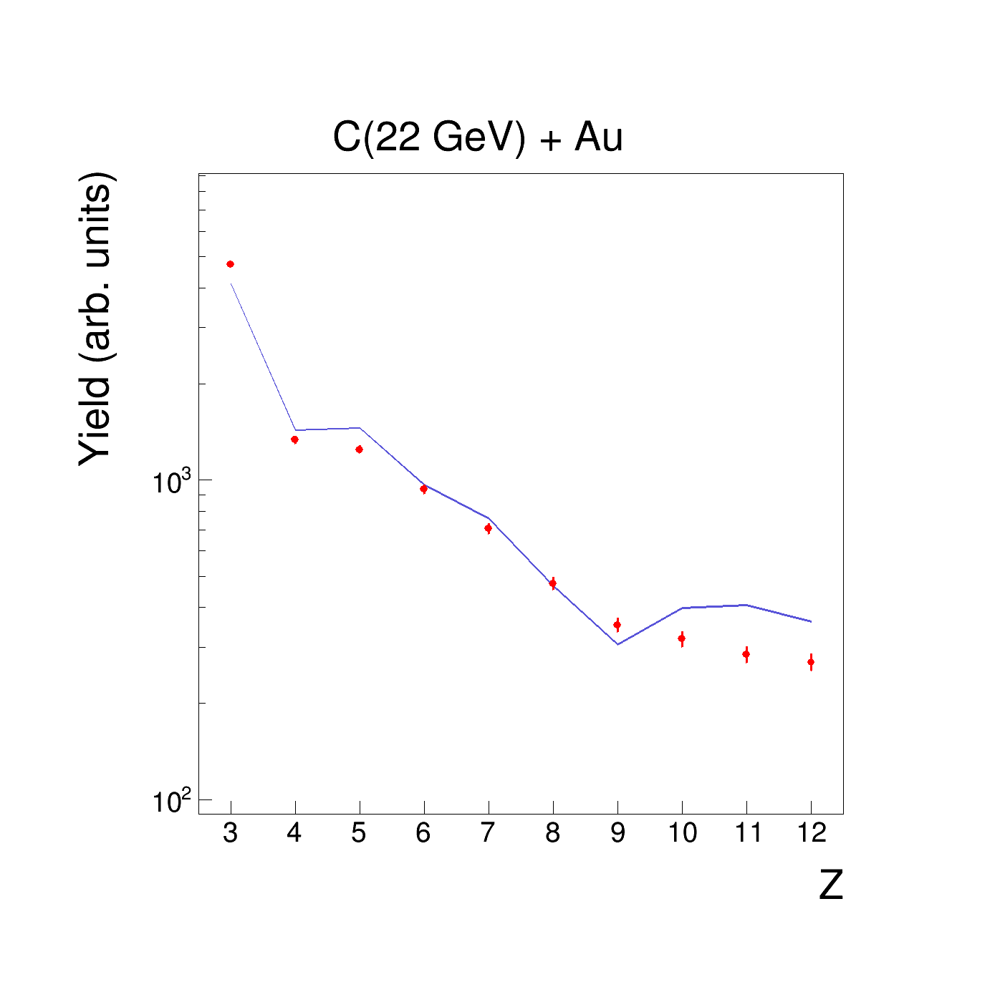 C(22 GeV) + Au
Yield (arb. units)
10³
10²
3 4 5 6 7 8 9 10 11 12
Z